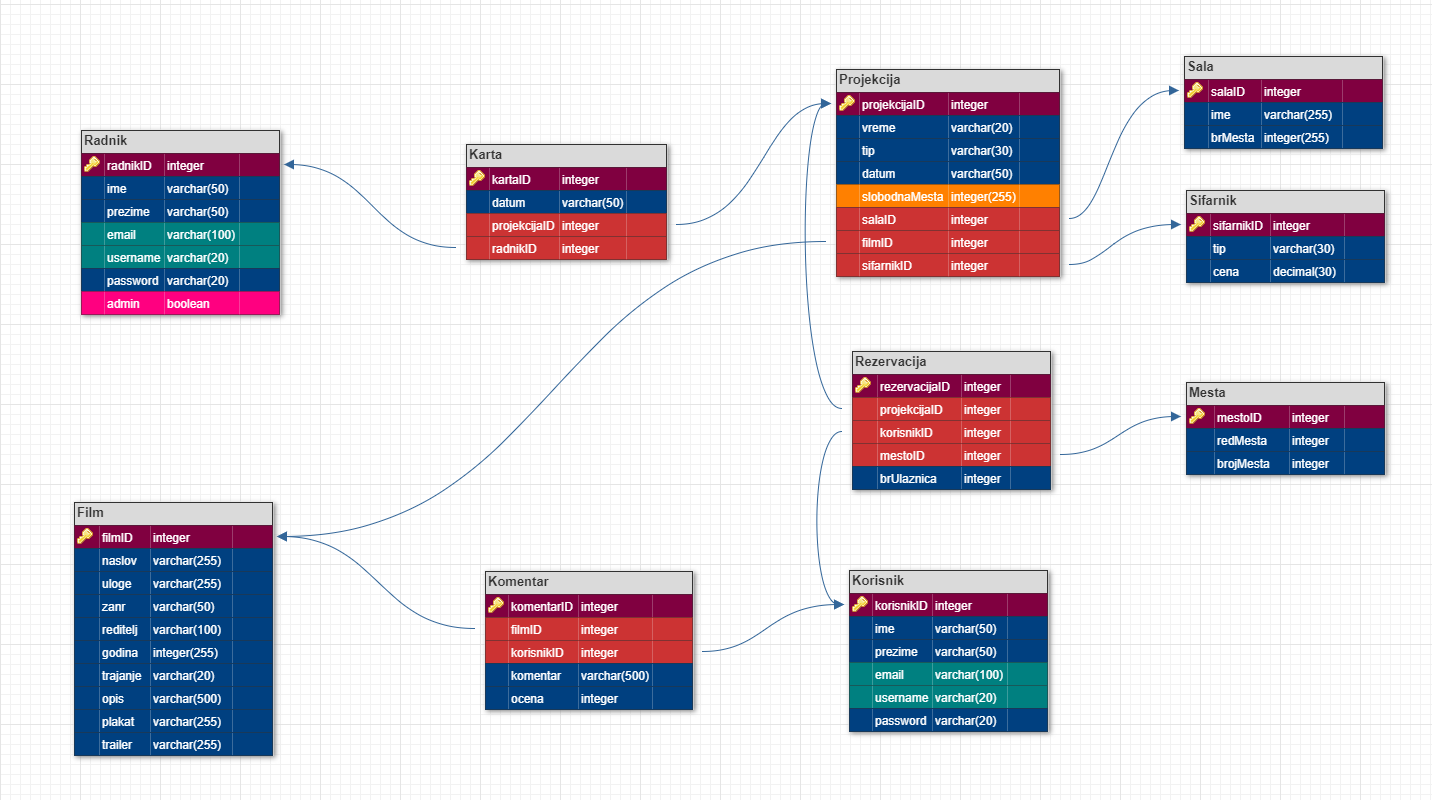 Radnik
radnikID integer
ime varchar(50)
prezime varchar(50)
email varchar(100)
username varchar(20)
password varchar(20)
admin boolean
Karta
kartaID integer
datum varchar(50)
projekcijaID integer
radnikID integer
Projekcija
projekcijaID integer
vreme varchar(20)
tip varchar(30)
datum varchar(50)
slobodnaMesta integer(255)
salaID integer
filmID integer
sifarnikID integer
Sala
salaID integer
ime varchar(255)
brMesta integer(255)
Sifarnik
sifarnikID integer
tip varchar(30)
cena decimal(30)
Rezervacija
rezervacijaID integer
projekcijaID integer
korisnikID integer
mestoID integer
brUlaznica integer
Mesta
mestoID integer
redMesta integer
brojMesta integer
Film
filmID integer
naslov varchar(255)
uloge varchar(255)
zanr varchar(50)
reditelj varchar(100)
godina integer(255)
trajanje varchar(20)
opis varchar(500)
plakat varchar(255)
trailer varchar(255)
Komentar
komentarID integer
filmID integer
korisnikID integer
komentar varchar(500)
ocena integer
Korisnik
korisnikID integer
ime varchar(50)
prezime varchar(50)
email varchar(100)
username varchar(20)
password varchar(20)